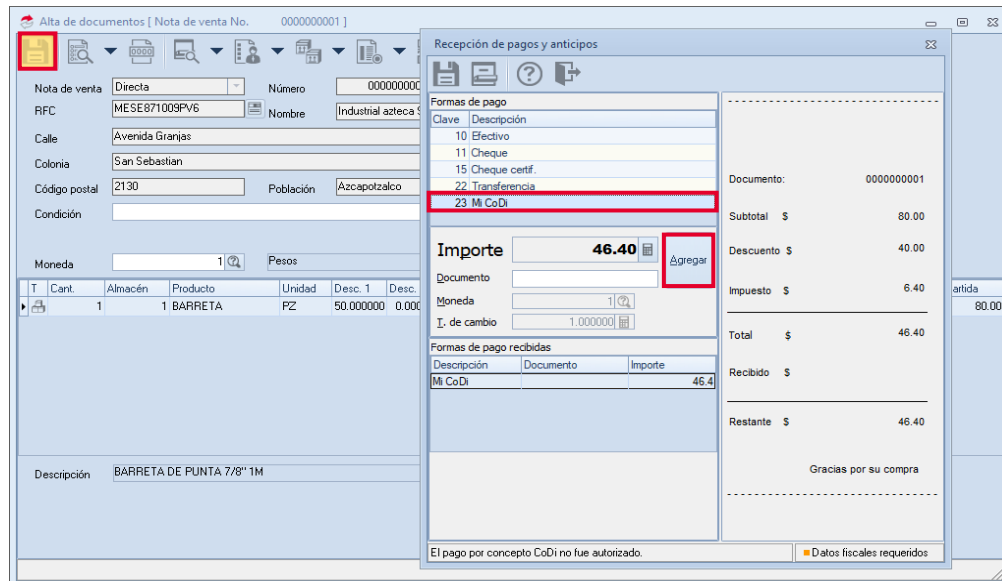 Alta de documentos [ Nota de venta No. 0000000001 ]
Nota de venta Directa Número 000000000
RFC MESE871009PV6 Nombre Industrial azteca
Calle Avenida Granjas
Colonia San Sebastian
Código postal 2130 Población Azcapotzalco
Condición
Moneda 1 Pesos
T Cant. Almacén Producto Unidad Desc. 1 Desc. artida
1 1 BARRETA PZ 50.000000 0.000 80.00
Descripción BARRETA DE PUNTA 7/8" 1M
Recepción de pagos y anticipos
Formas de pago
Clave Descripción
10 Efectivo
11 Cheque
15 Cheque certif.
22 Transferencia
23 Mi CoDi
Importe 46.40 Agregar
Documento
Moneda 1
T. de cambio 1.000000
Formas de pago recibidas
Descripción Documento Importe
Mi CoDi 46.4
El pago por concepto CoDi no fue autorizado.
Documento: 0000000001
Subtotal $ 80.00
Descuento $ 40.00
Impuesto $ 6.40
Total $ 46.40
Recibido $
Restante $ 46.40
Gracias por su compra
Datos fiscales requeridos